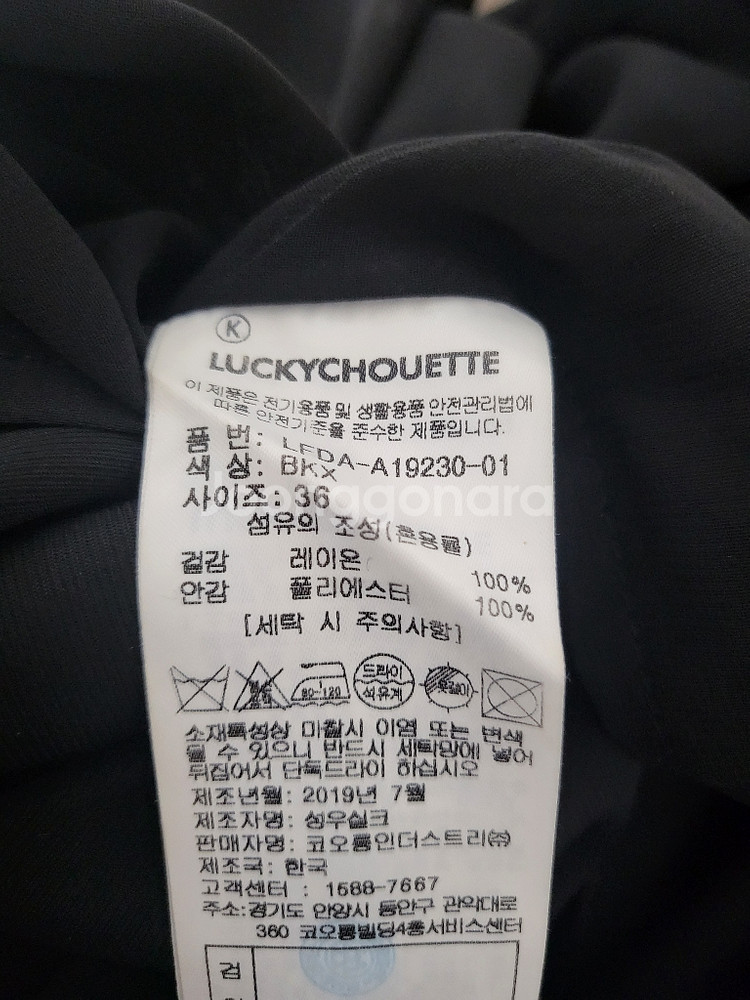 K
LUCKYCHOUETTE
이 제품은 전기용품 및 생활용품 안전관리법에
따른 안전기준을 준수한 제품입니다.
품 번: LFDA-A19230-01
색 상: BKX
사이즈: 36
섬유의 조성(혼용률)
겉감 레이온 100%
안감 폴리에스터 100%
[세탁 시 주의사항]
80~120 드라이 석유계 옷걸이
소재특성상 마찰시 이염 또는 변색
될 수 있으니 반드시 세탁망에 넣어
뒤집어서 단독드라이 하십시오
제조년월: 2019년 7월
제조자명: 성우실크
판매자명: 코오롱인더스트리㈜
제조국: 한국
고객센터 : 1588-7667
주소:경기도 안양시 동안구 관악대로
360 코오롱빌딩4층서비스센터
검